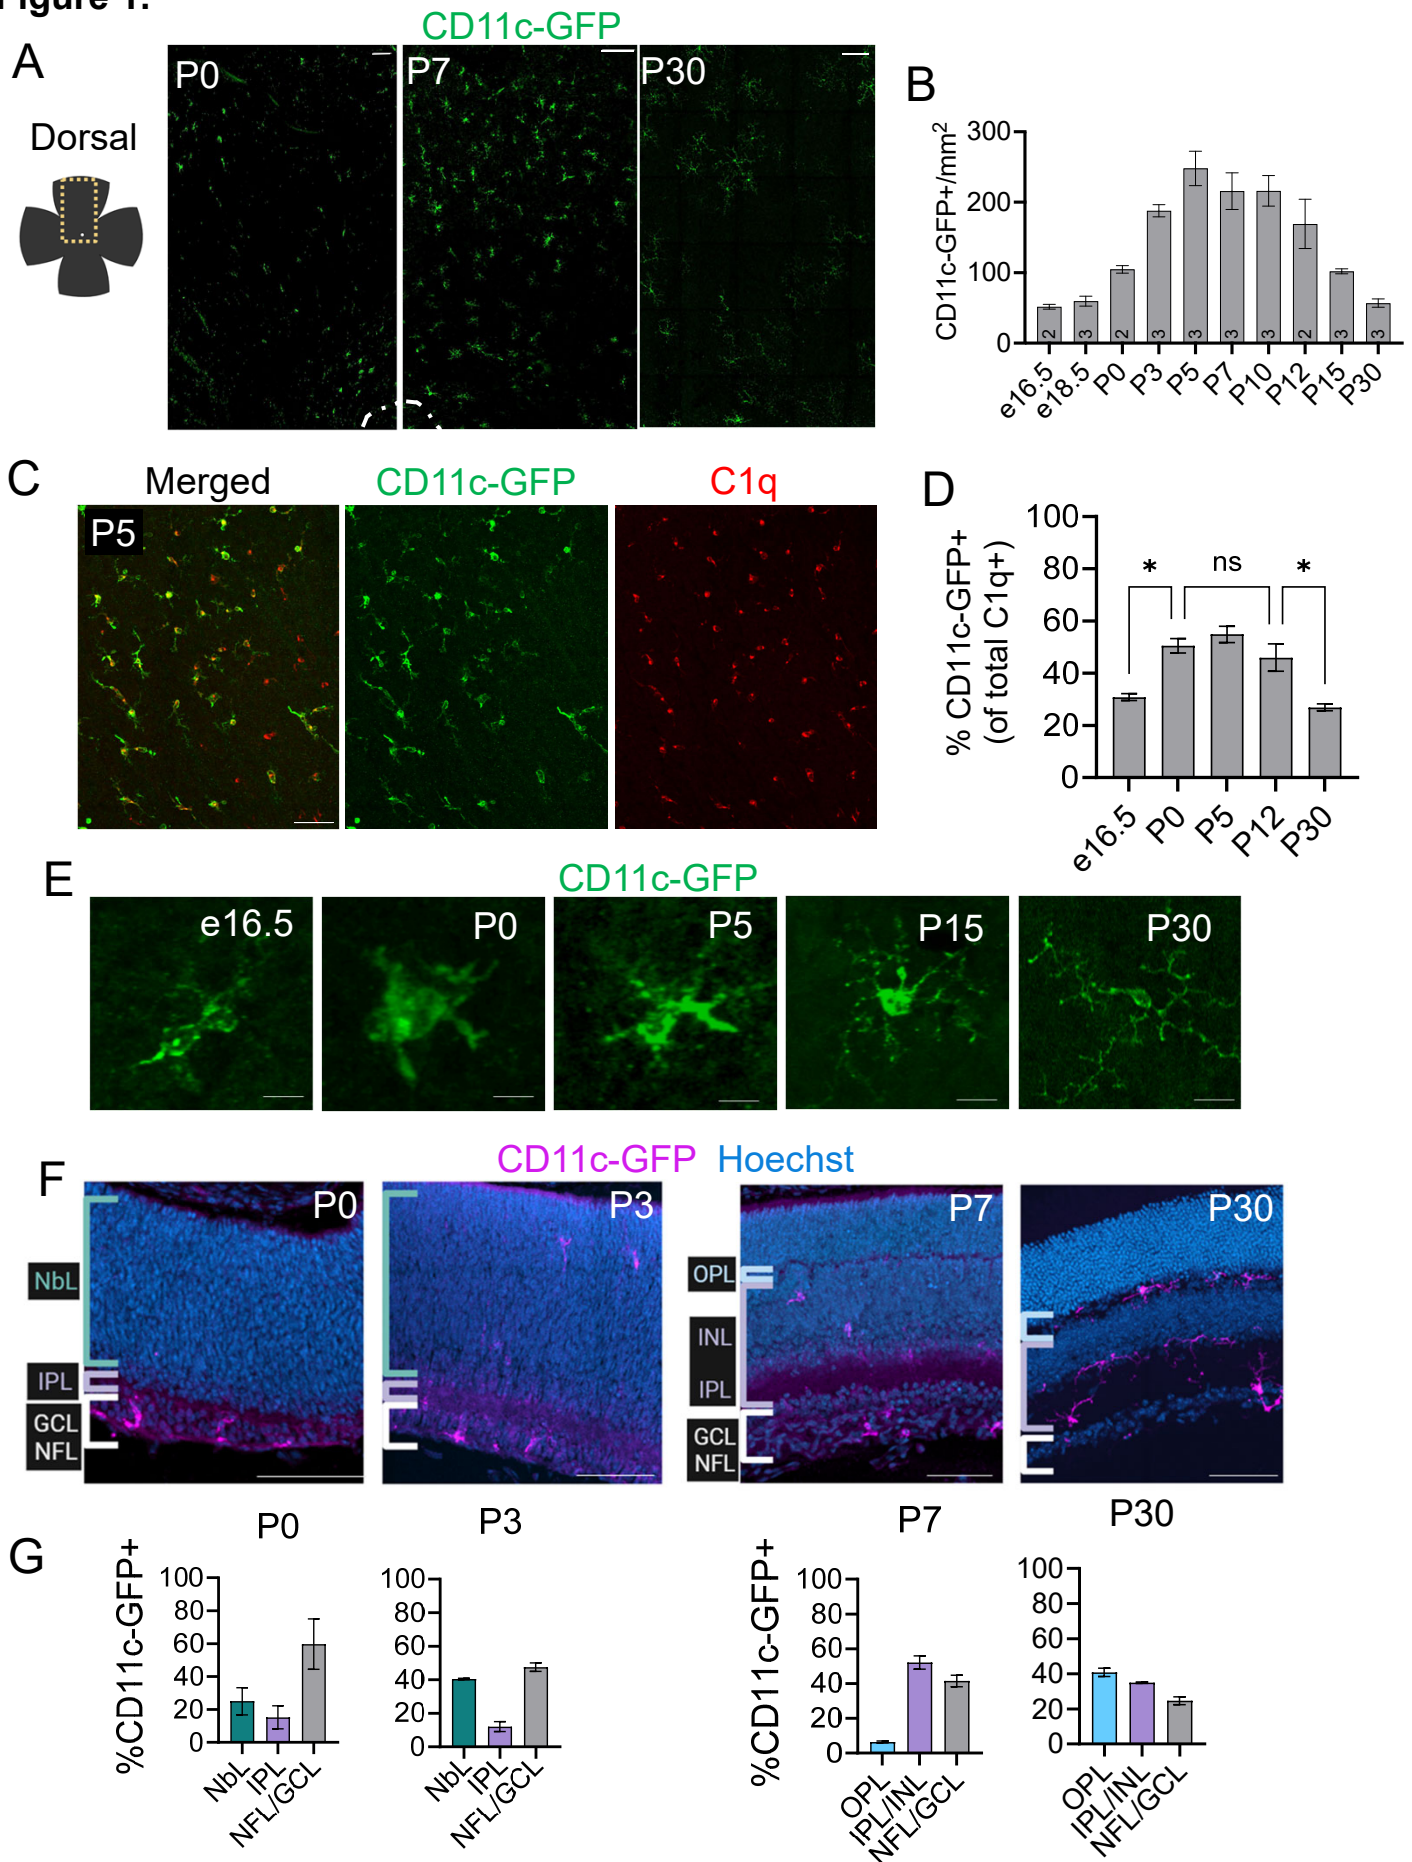 Figure 1.
CD11c-GFP
A
P0
P7
P30
Dorsal
B
CD11c-GFP+/mm2
300
200
100
0
2
3
2
3
3
3
3
2
3
3
e16.5
e18.5
P0
P3
P5
P7
P10
P12
P15
P30
C
Merged
CD11c-GFP
C1q
P5
D
% CD11c-GFP+
(of total C1q+)
100
80
60
40
20
0
*
ns
*
e16.5
P0
P5
P12
P30
E
CD11c-GFP
e16.5
P0
P5
P15
P30
F
CD11c-GFP Hoechst
P0
P3
P7
P30
NbL
IPL
GCL
NFL
OPL
INL
IPL
GCL
NFL
G
P0
P3
P7
P30
%CD11c-GFP+
100
80
60
40
20
0
NbL
IPL
NFL/GCL
100
80
60
40
20
0
NbL
IPL
NFL/GCL
%CD11c-GFP+
100
80
60
40
20
0
OPL
IPL/INL
NFL/GCL
100
80
60
40
20
0
OPL
IPL/INL
NFL/GCL